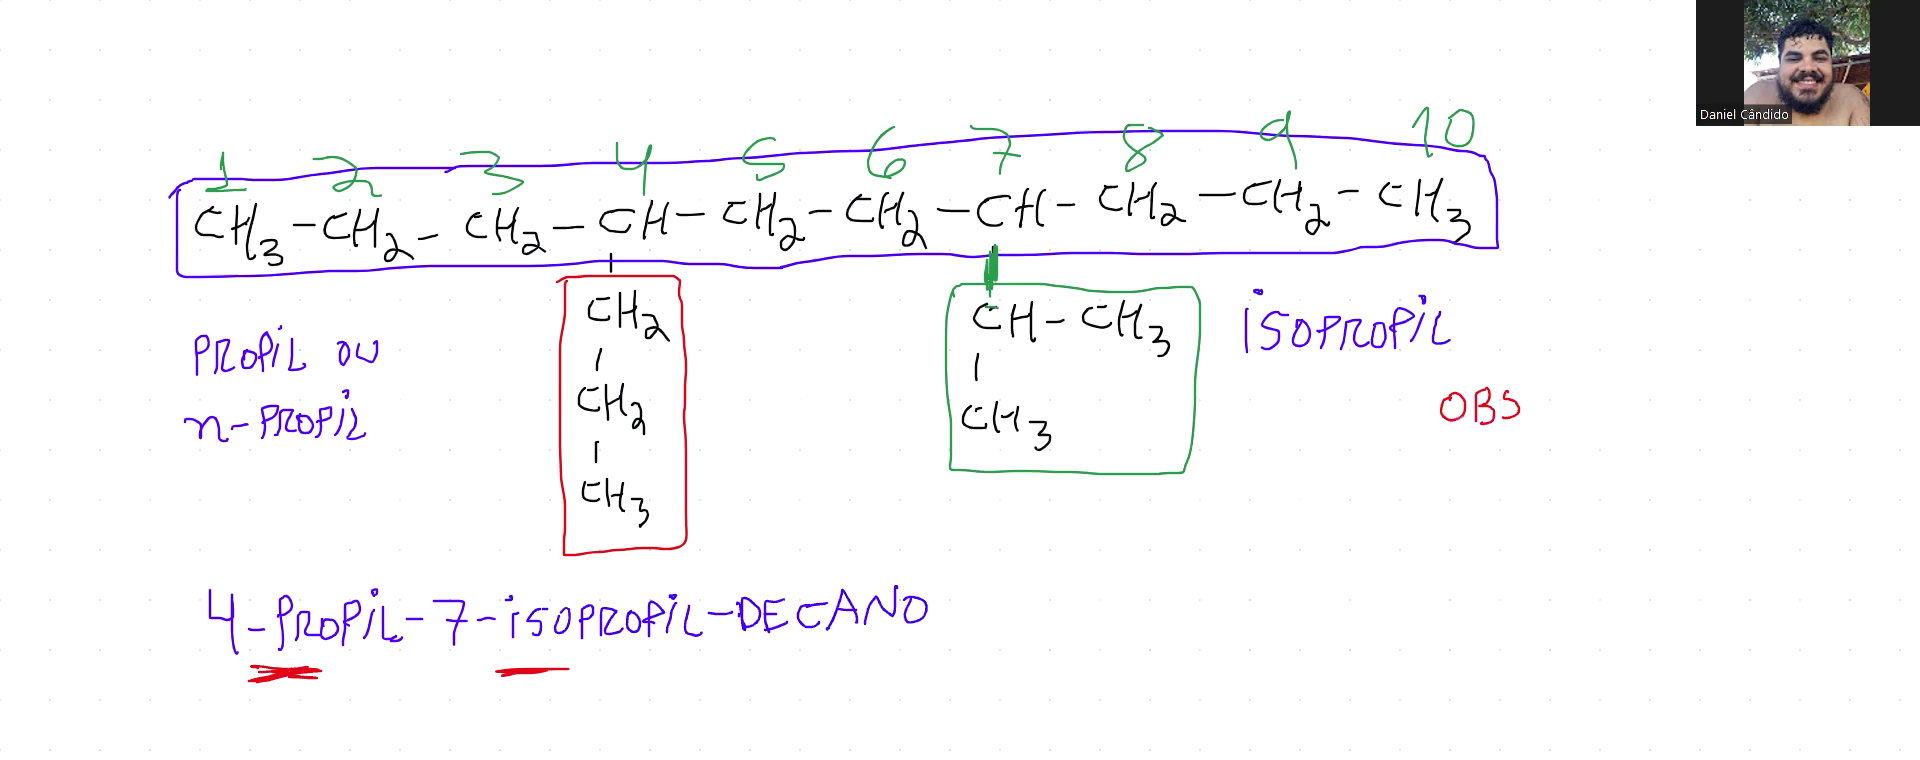 Daniel Cândido
1 2 3 4 5 6 7 8 9 10
CH3 - CH2 - CH2 - CH - CH2 - CH2 - CH - CH2 - CH2 - CH3
CH2
CH - CH3
ISOPROPIL
PROPIL OU
CH2
CH3
OBS
n-PROPIL
CH3
4-PROPIL-7-ISOPROPIL-DECANO